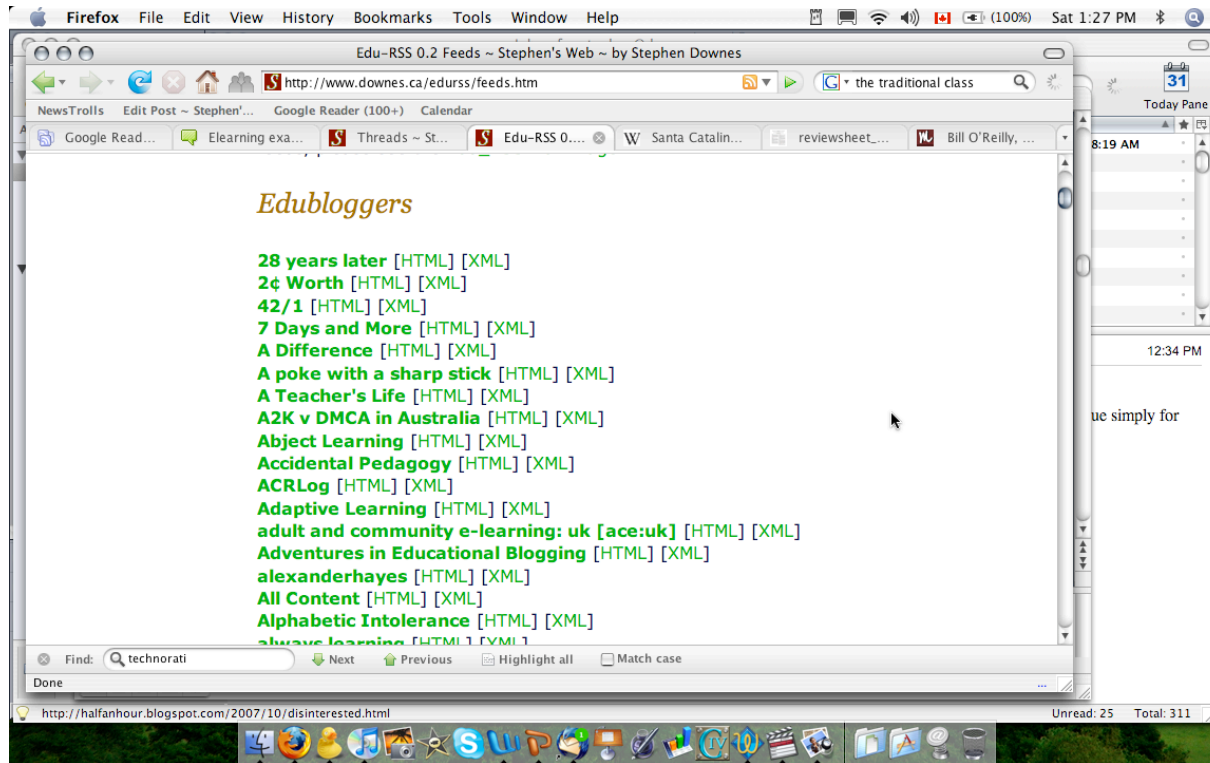 Firefox File Edit View History Bookmarks Tools Window Help (100%) Sat 1:27 PM
Edu-RSS 0.2 Feeds ~ Stephen's Web ~ by Stephen Downes
http://www.downes.ca/edurss/feeds.htm the traditional class
31
NewsTrolls Edit Post ~ Stephen'... Google Reader (100+) Calendar
Today Pane
Google Read... Elearning exa... Threads ~ St... Edu-RSS 0.... Santa Catalin... reviewsheet_... Bill O'Reilly, ...
8:19 AM
Edubloggers
28 years later [HTML] [XML]
2¢ Worth [HTML] [XML]
42/1 [HTML] [XML]
7 Days and More [HTML] [XML]
A Difference [HTML] [XML]
12:34 PM
A poke with a sharp stick [HTML] [XML]
A Teacher's Life [HTML] [XML]
A2K v DMCA in Australia [HTML] [XML]
ue simply for
Abject Learning [HTML] [XML]
Accidental Pedagogy [HTML] [XML]
ACRLog [HTML] [XML]
Adaptive Learning [HTML] [XML]
adult and community e-learning: uk [ace:uk] [HTML] [XML]
Adventures in Educational Blogging [HTML] [XML]
alexanderhayes [HTML] [XML]
All Content [HTML] [XML]
Alphabetic Intolerance [HTML] [XML]
always learning [HTML] [XML]
Find: technorati Next Previous Highlight all Match case
Done
http://halfanhour.blogspot.com/2007/10/disinterested.html Unread: 25 Total: 311